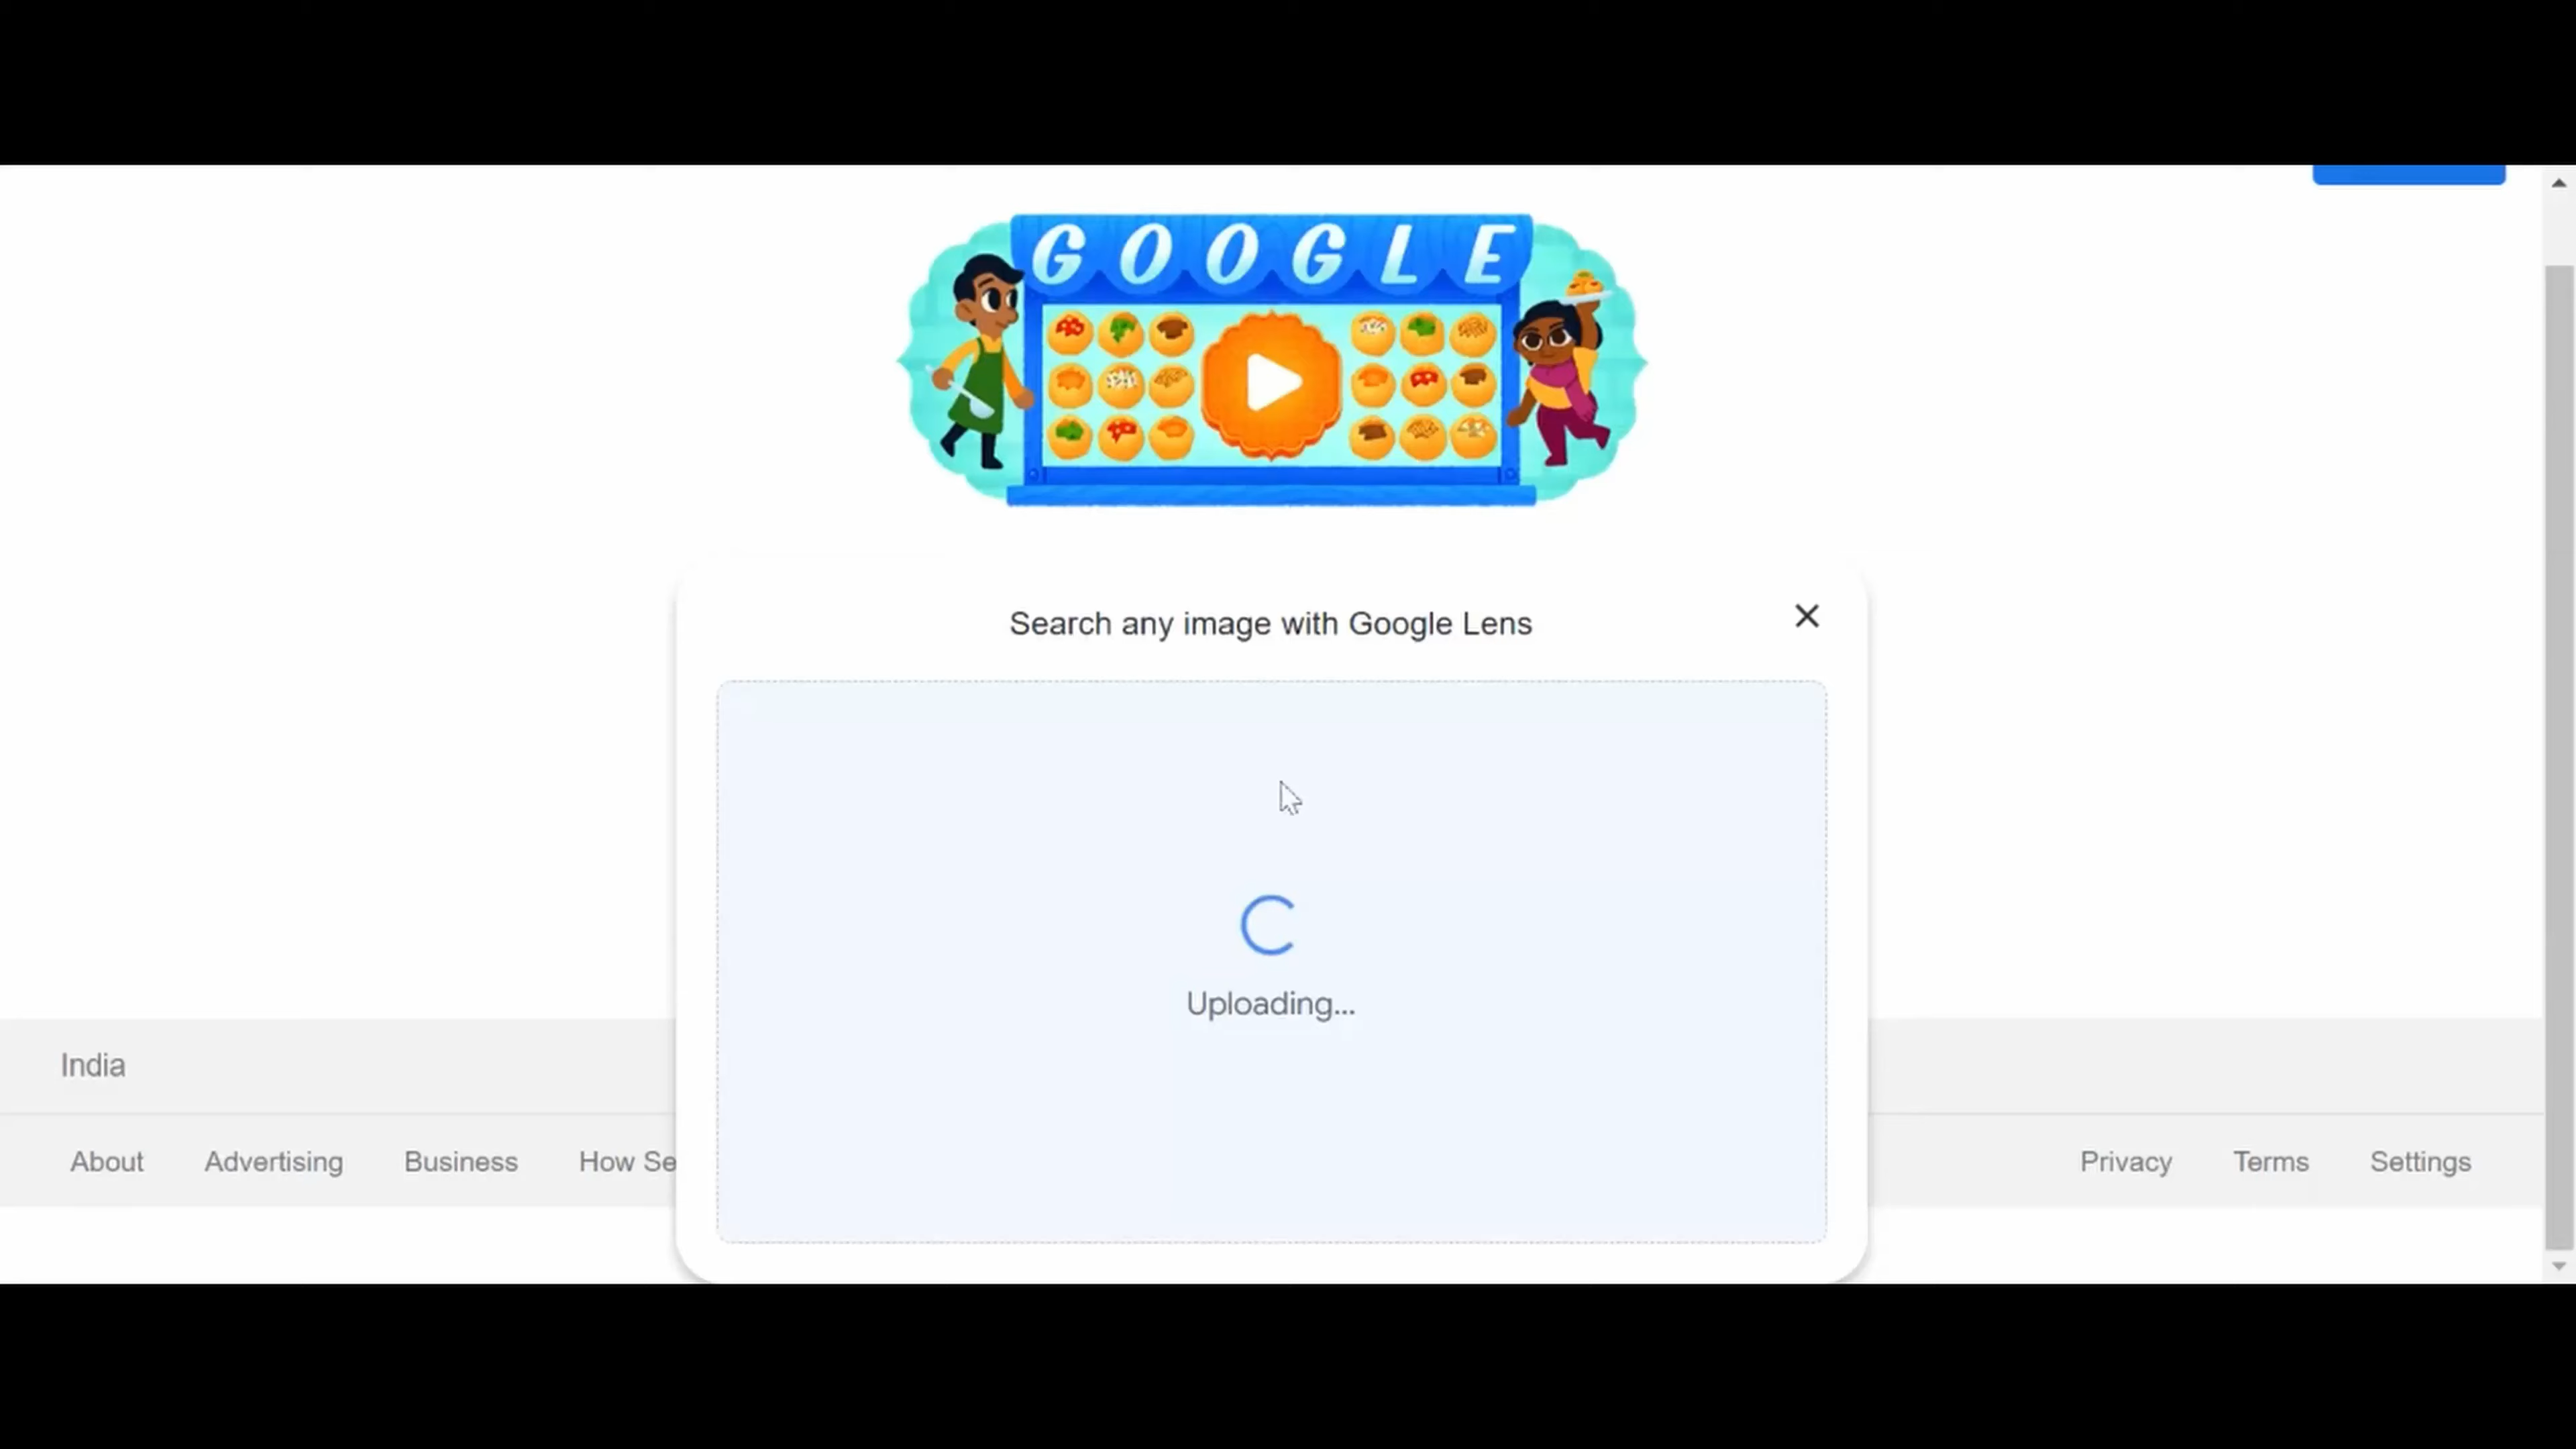 GOOGLE
Search any image with Google Lens
Uploading...
India
About Advertising Business How Se
Privacy Terms Settings